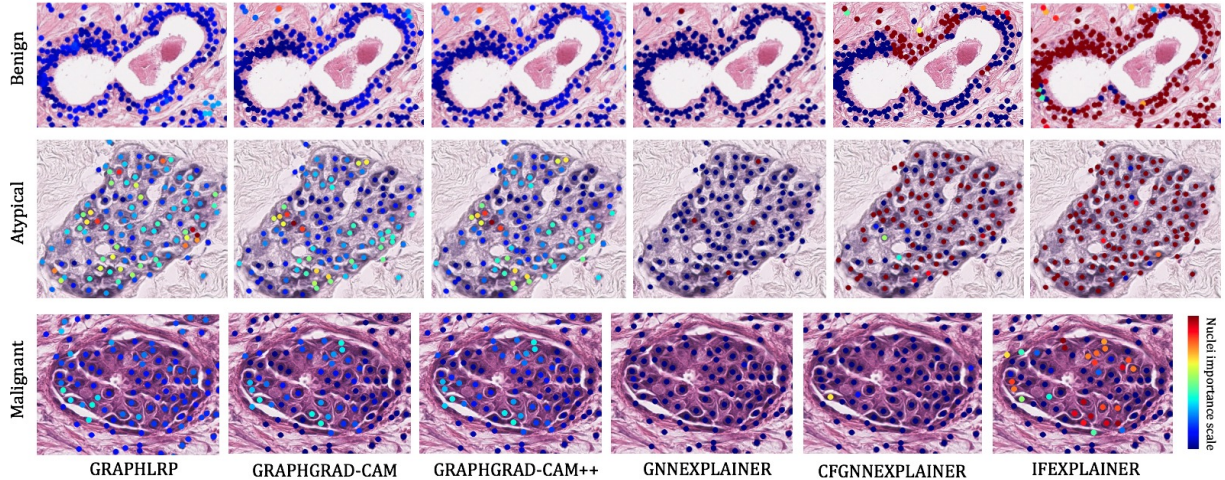 Benign
Atypical
Malignant
Nuclei importance scale
GRAPHLRP
GRAPHGRAD-CAM
GRAPHGRAD-CAM++
GNNEXPLAINER
CFGNNEXPLAINER
IFEXPLAINER